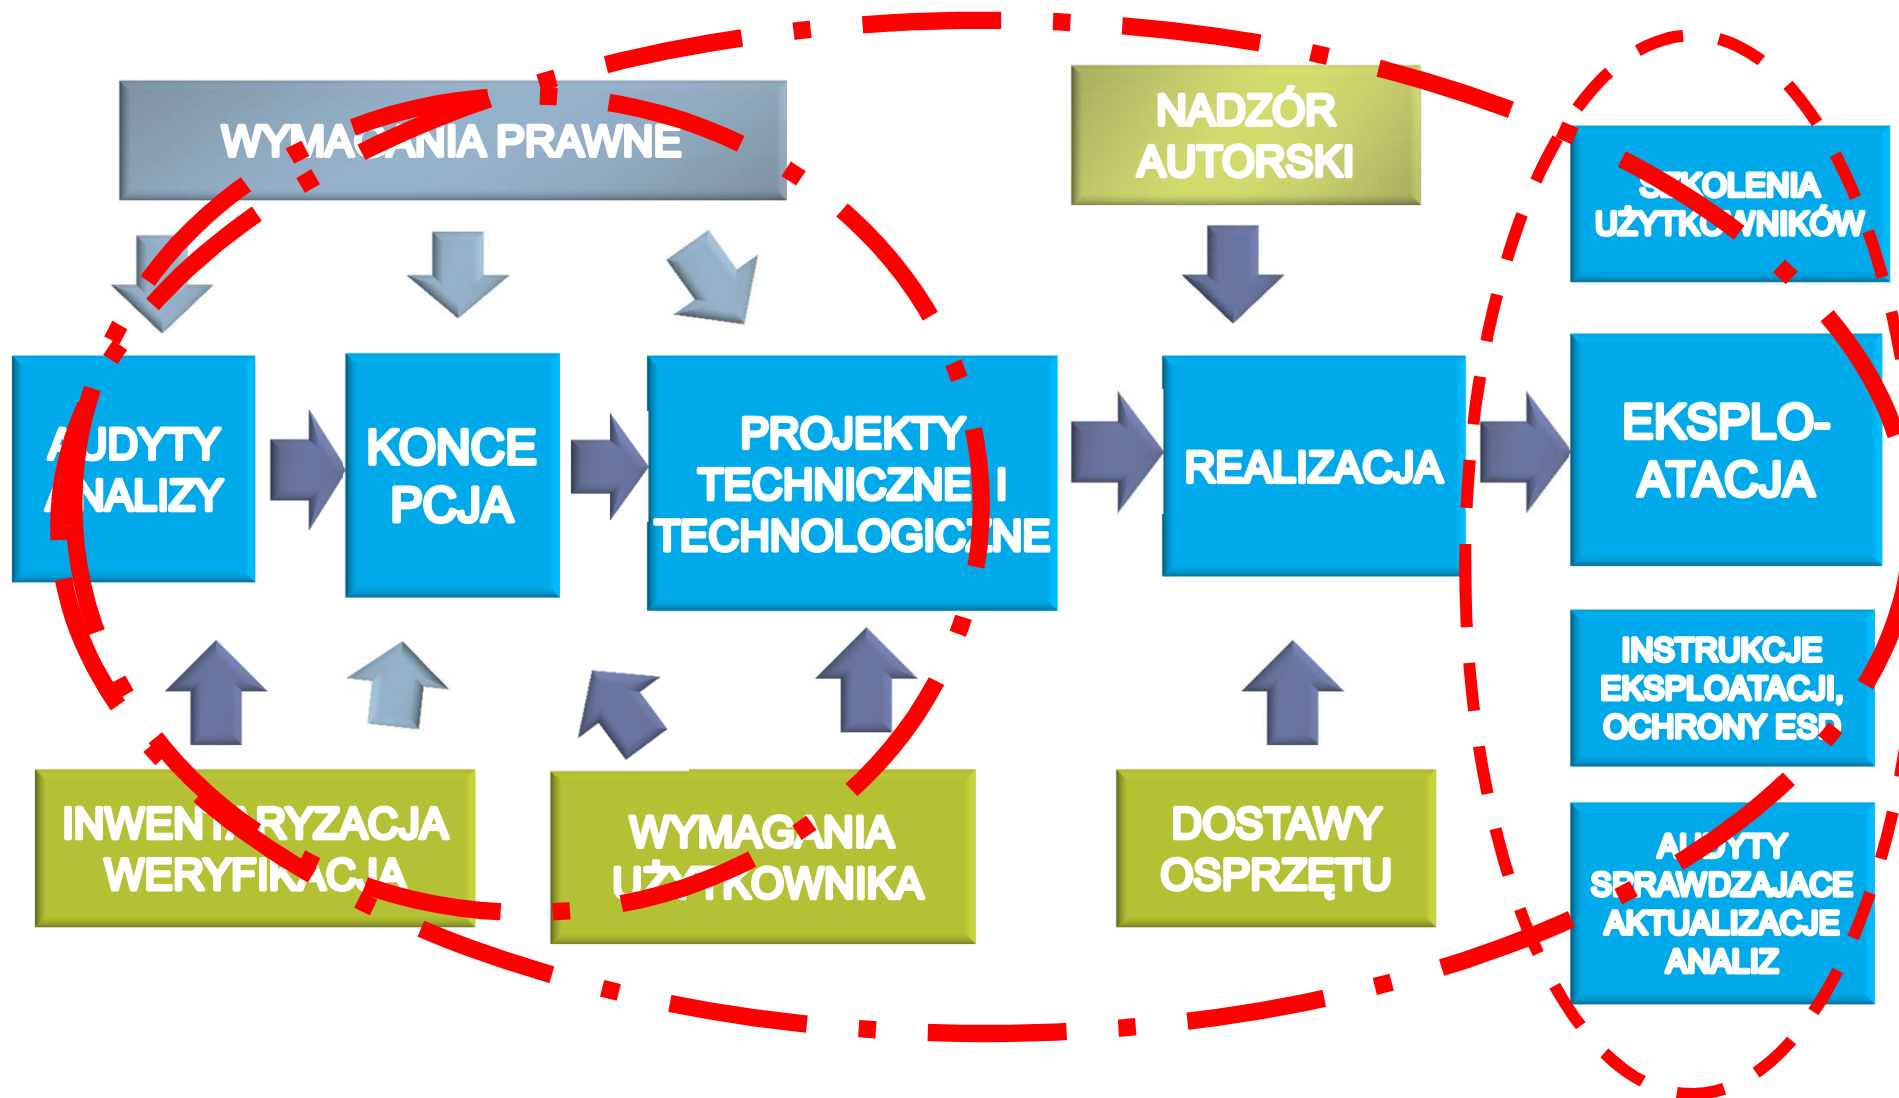 WYMAGANIA PRAWNE
NADZÓR
AUTORSKI
SZKOLENIA
UŻYTKOWNIKÓW
AUDYTY
ANALIZY
KONCE
PCJA
PROJEKTY
TECHNICZNE I
TECHNOLOGICZNE
REALIZACJA
EKSPLO-
ATACJA
INSTRUKCJE
EKSPLOATACJI,
OCHRONY ESD
INWENTARYZACJA
WERYFIKACJA
WYMAGANIA
UŻYTKOWNIKA
DOSTAWY
OSPRZĘTU
AUDYTY
SPRAWDZAJACE
AKTUALIZACJE
ANALIZ